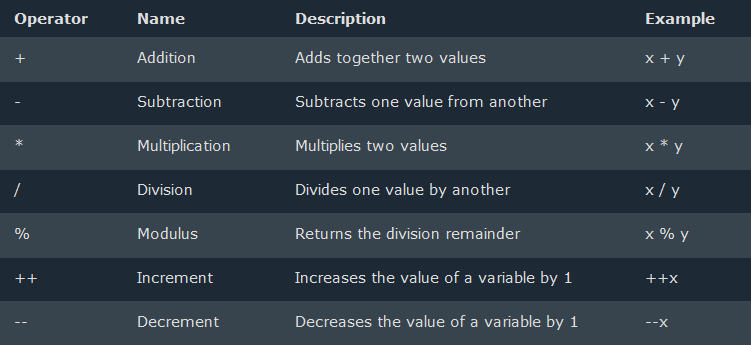 Operator Name Description Example
+ Addition Adds together two values x + y
- Subtraction Subtracts one value from another x - y
* Multiplication Multiplies two values x * y
/ Division Divides one value by another x / y
% Modulus Returns the division remainder x % y
++ Increment Increases the value of a variable by 1 ++x
-- Decrement Decreases the value of a variable by 1 --x